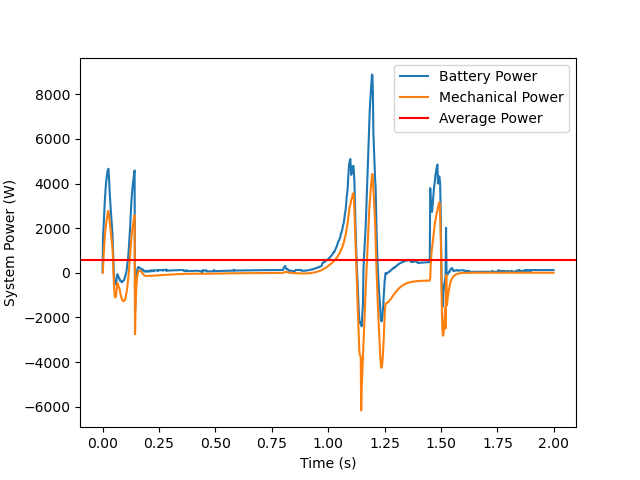 Battery Power
Mechanical Power
Average Power
System Power (W)
8000
6000
4000
2000
0
−2000
−4000
−6000
0.00 0.25 0.50 0.75 1.00 1.25 1.50 1.75 2.00
Time (s)